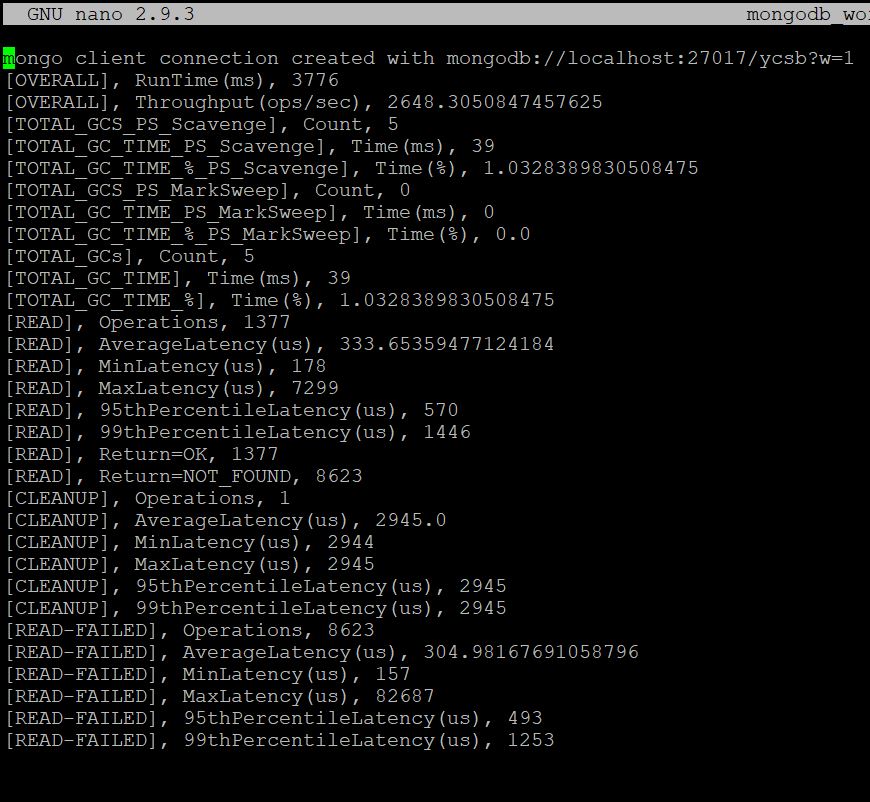 GNU nano 2.9.3 mongodb_wo
mongo client connection created with mongodb://localhost:27017/ycsb?w=1
[OVERALL], RunTime(ms), 3776
[OVERALL], Throughput(ops/sec), 2648.3050847457625
[TOTAL_GCS_PS_Scavenge], Count, 5
[TOTAL_GC_TIME_PS_Scavenge], Time(ms), 39
[TOTAL_GC_TIME_%_PS_Scavenge], Time(%), 1.0328389830508475
[TOTAL_GCS_PS_MarkSweep], Count, 0
[TOTAL_GC_TIME_PS_MarkSweep], Time(ms), 0
[TOTAL_GC_TIME_%_PS_MarkSweep], Time(%), 0.0
[TOTAL_GCs], Count, 5
[TOTAL_GC_TIME], Time(ms), 39
[TOTAL_GC_TIME_%], Time(%), 1.0328389830508475
[READ], Operations, 1377
[READ], AverageLatency(us), 333.65359477124184
[READ], MinLatency(us), 178
[READ], MaxLatency(us), 7299
[READ], 95thPercentileLatency(us), 570
[READ], 99thPercentileLatency(us), 1446
[READ], Return=OK, 1377
[READ], Return=NOT_FOUND, 8623
[CLEANUP], Operations, 1
[CLEANUP], AverageLatency(us), 2945.0
[CLEANUP], MinLatency(us), 2944
[CLEANUP], MaxLatency(us), 2945
[CLEANUP], 95thPercentileLatency(us), 2945
[CLEANUP], 99thPercentileLatency(us), 2945
[READ-FAILED], Operations, 8623
[READ-FAILED], AverageLatency(us), 304.98167691058796
[READ-FAILED], MinLatency(us), 157
[READ-FAILED], MaxLatency(us), 82687
[READ-FAILED], 95thPercentileLatency(us), 493
[READ-FAILED], 99thPercentileLatency(us), 1253